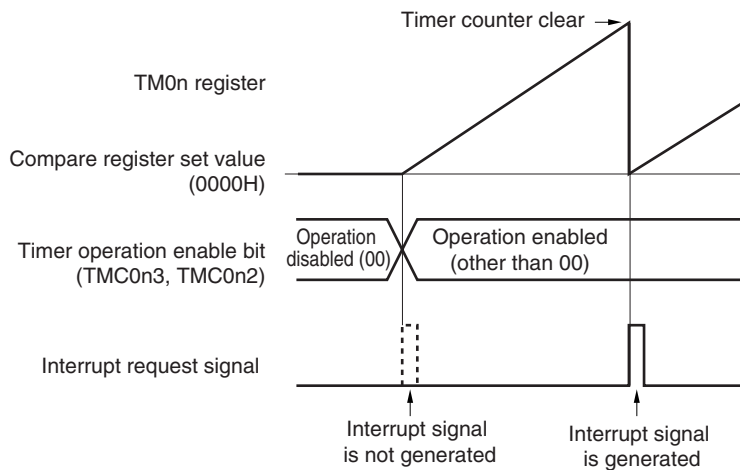 Timer counter clear
TM0n register
Compare register set value
(0000H)
Timer operation enable bit
(TMC0n3, TMC0n2)
Operation
disabled (00)
Operation enabled
(other than 00)
Interrupt request signal
Interrupt signal
is not generated
Interrupt signal
is generated